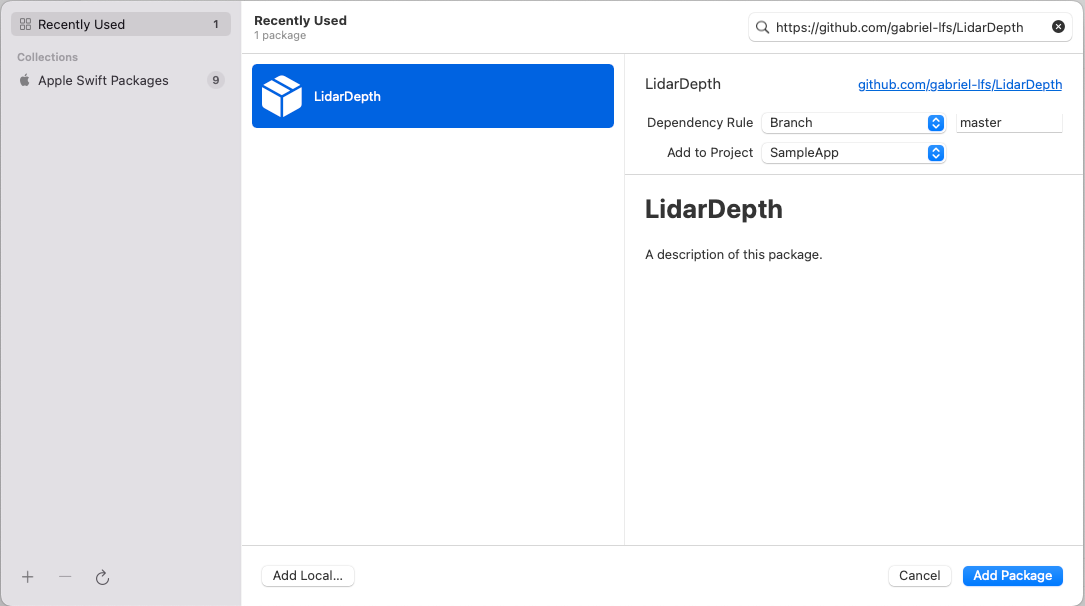 Recently Used 1
Collections
Apple Swift Packages 9
Recently Used
1 package
https://github.com/gabriel-lfs/LidarDepth
LidarDepth
LidarDepth github.com/gabriel-lfs/LidarDepth
Dependency Rule Branch master
Add to Project SampleApp
LidarDepth
A description of this package.
Add Local... Cancel Add Package